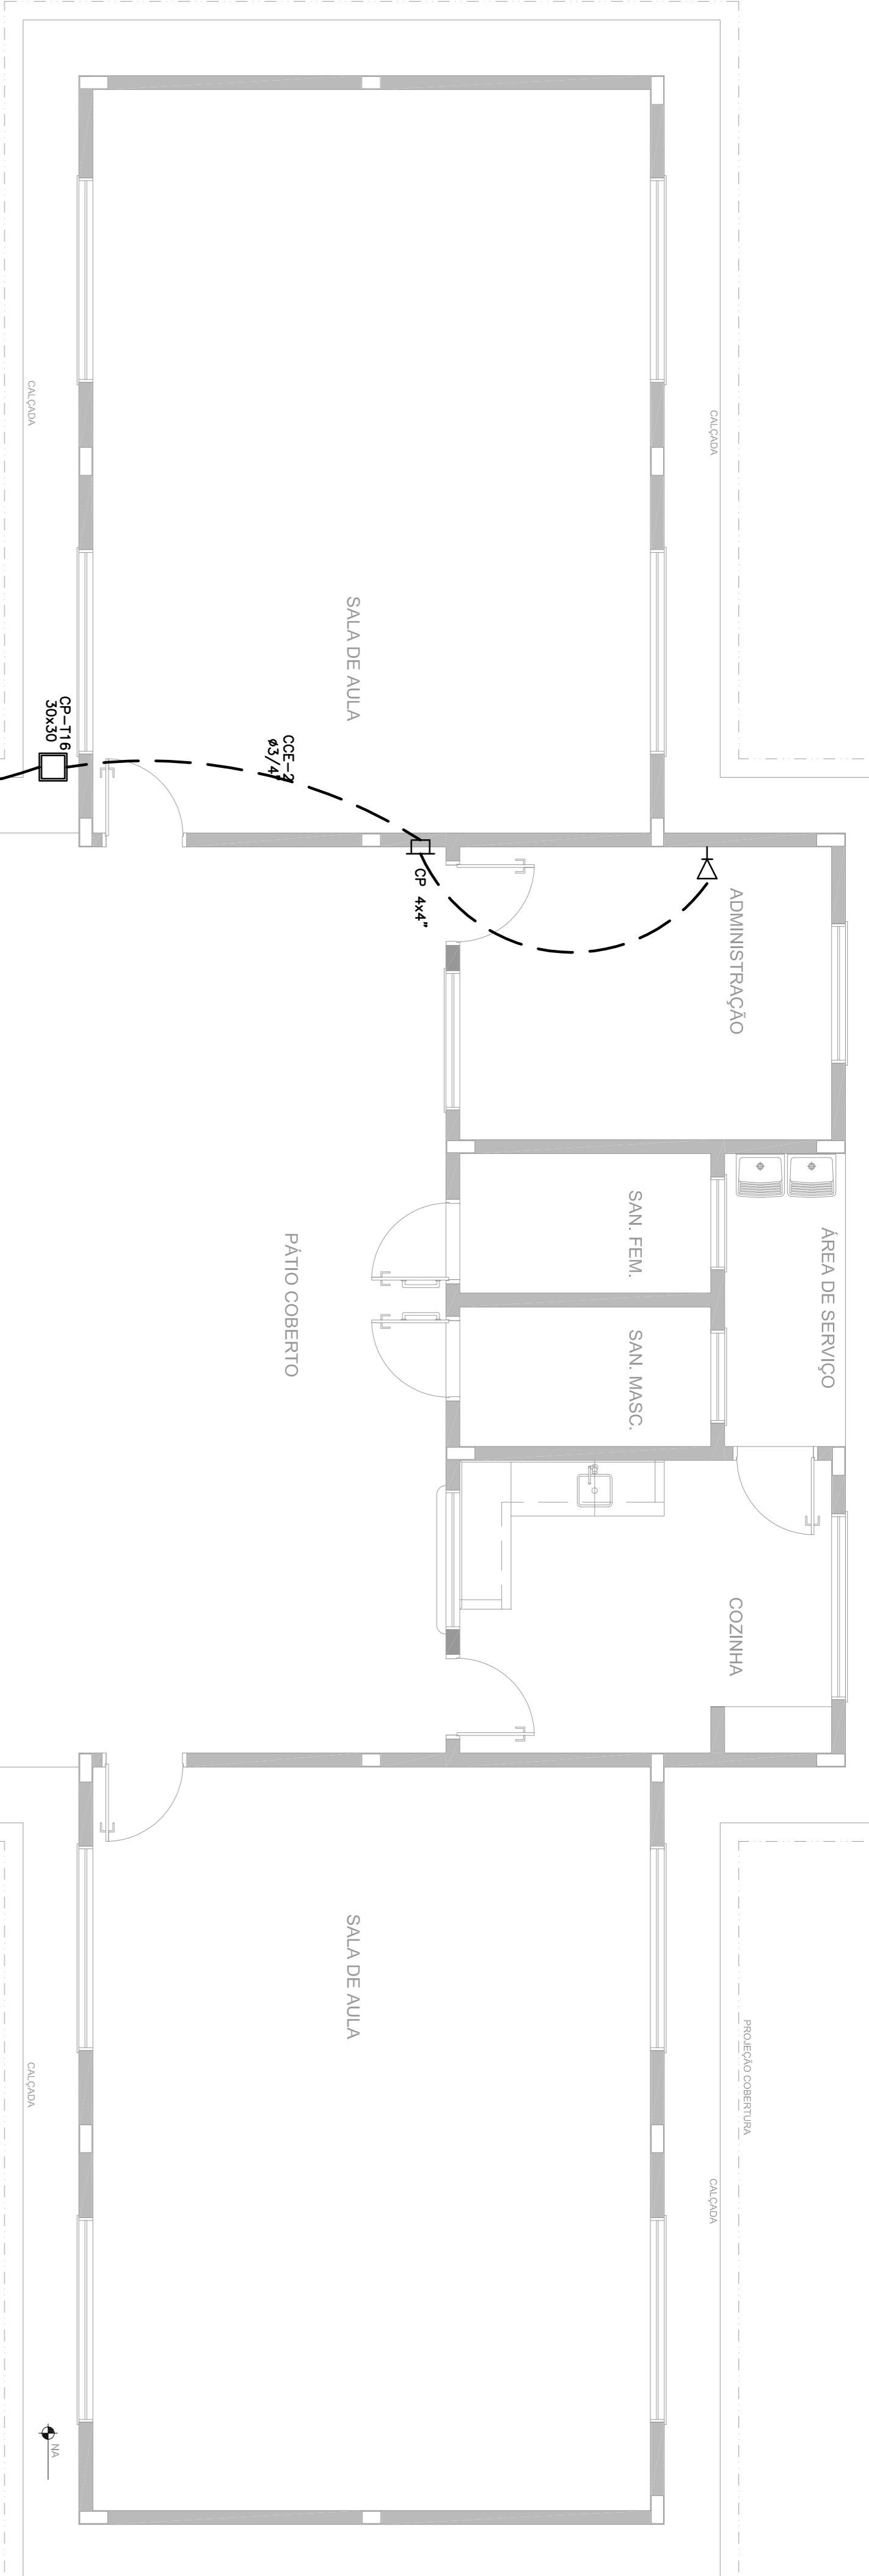 CALÇADA
CALÇADA
SALA DE AULA
CP-T16
30x30
CCE-2
ø3/4"
CP 4x4"
ADMINISTRAÇÃO
SAN. FEM.
ÁREA DE SERVIÇO
PÁTIO COBERTO
SAN. MASC.
COZINHA
SALA DE AULA
PROJEÇÃO COBERTURA
CALÇADA
CALÇADA
NA